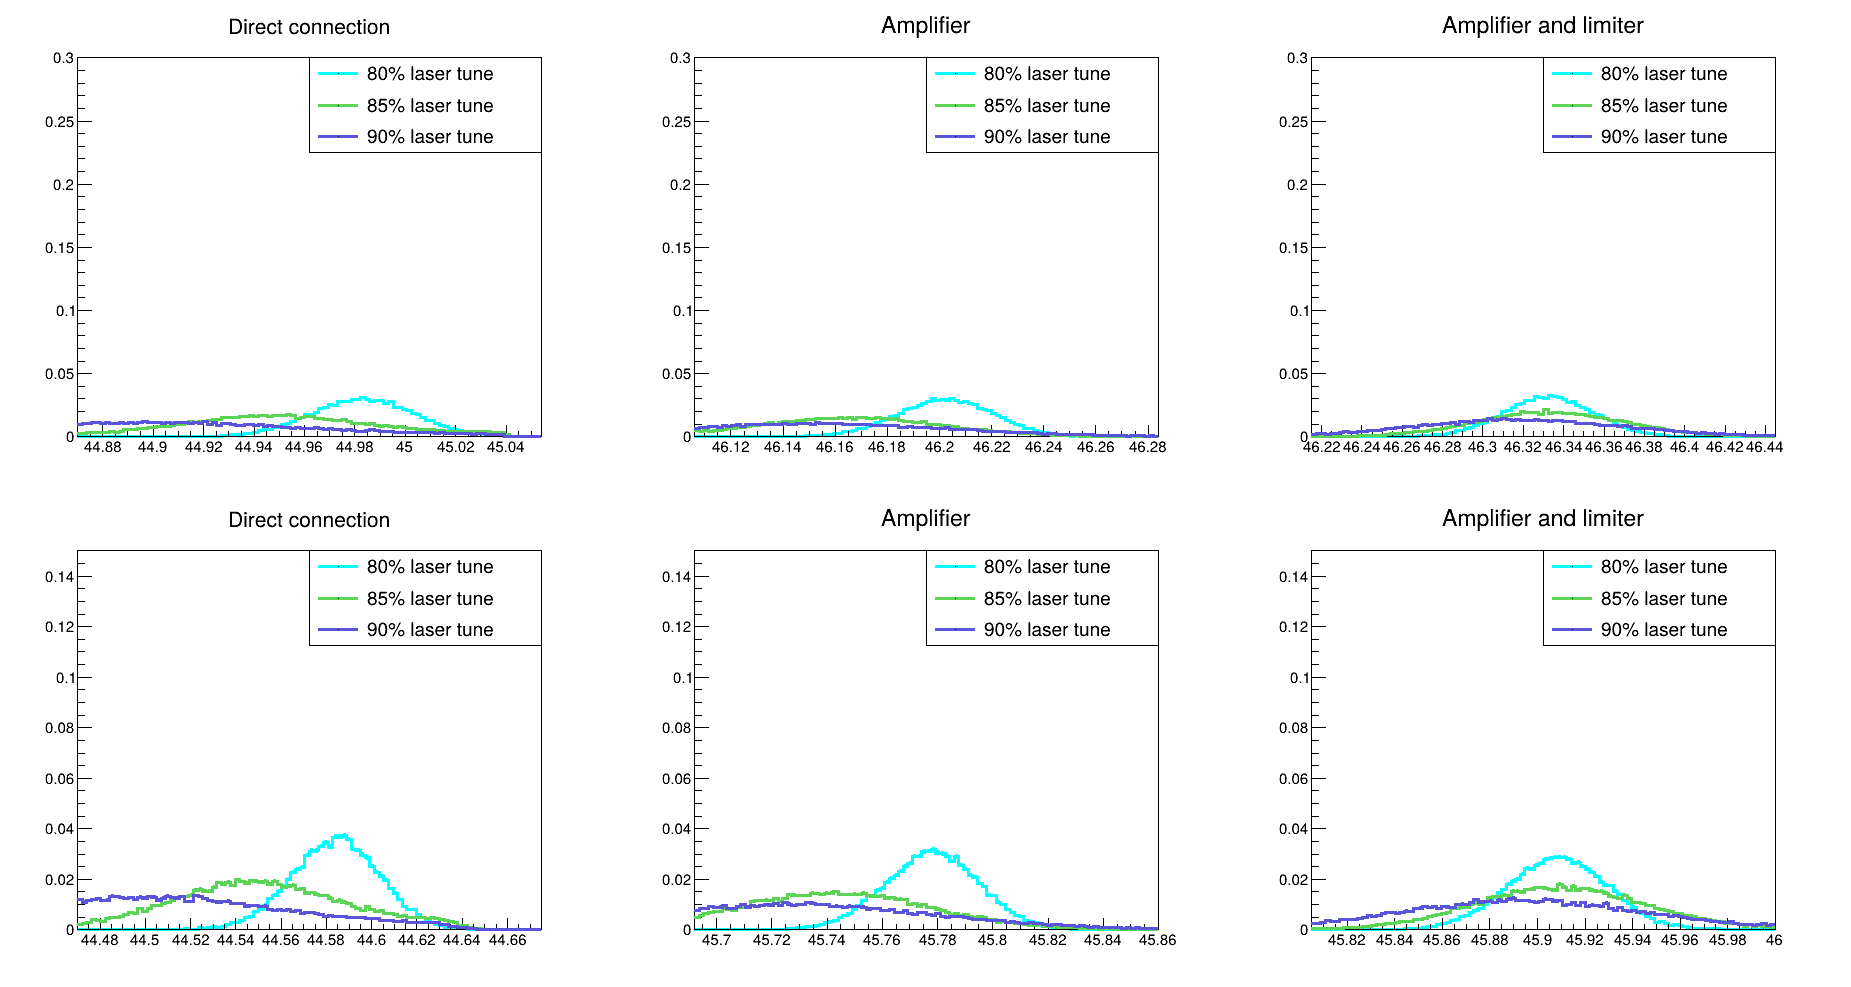 Direct connection
0.3
0.25
0.2
0.15
0.1
0.05
0
80% laser tune
85% laser tune
90% laser tune
44.88 44.9 44.92 44.94 44.96 44.98 45 45.02 45.04
Amplifier
0.3
0.25
0.2
0.15
0.1
0.05
0
80% laser tune
85% laser tune
90% laser tune
46.12 46.14 46.16 46.18 46.2 46.22 46.24 46.26 46.28
Amplifier and limiter
0.3
0.25
0.2
0.15
0.1
0.05
0
80% laser tune
85% laser tune
90% laser tune
46.22 46.24 46.26 46.28 46.3 46.32 46.34 46.36 46.38 46.4 46.42 46.44
Direct connection
0.14
0.12
0.1
0.08
0.06
0.04
0.02
0
80% laser tune
85% laser tune
90% laser tune
44.48 44.5 44.52 44.54 44.56 44.58 44.6 44.62 44.64 44.66
Amplifier
0.14
0.12
0.1
0.08
0.06
0.04
0.02
0
80% laser tune
85% laser tune
90% laser tune
45.7 45.72 45.74 45.76 45.78 45.8 45.82 45.84 45.86
Amplifier and limiter
0.14
0.12
0.1
0.08
0.06
0.04
0.02
0
80% laser tune
85% laser tune
90% laser tune
45.82 45.84 45.86 45.88 45.9 45.92 45.94 45.96 45.98 46